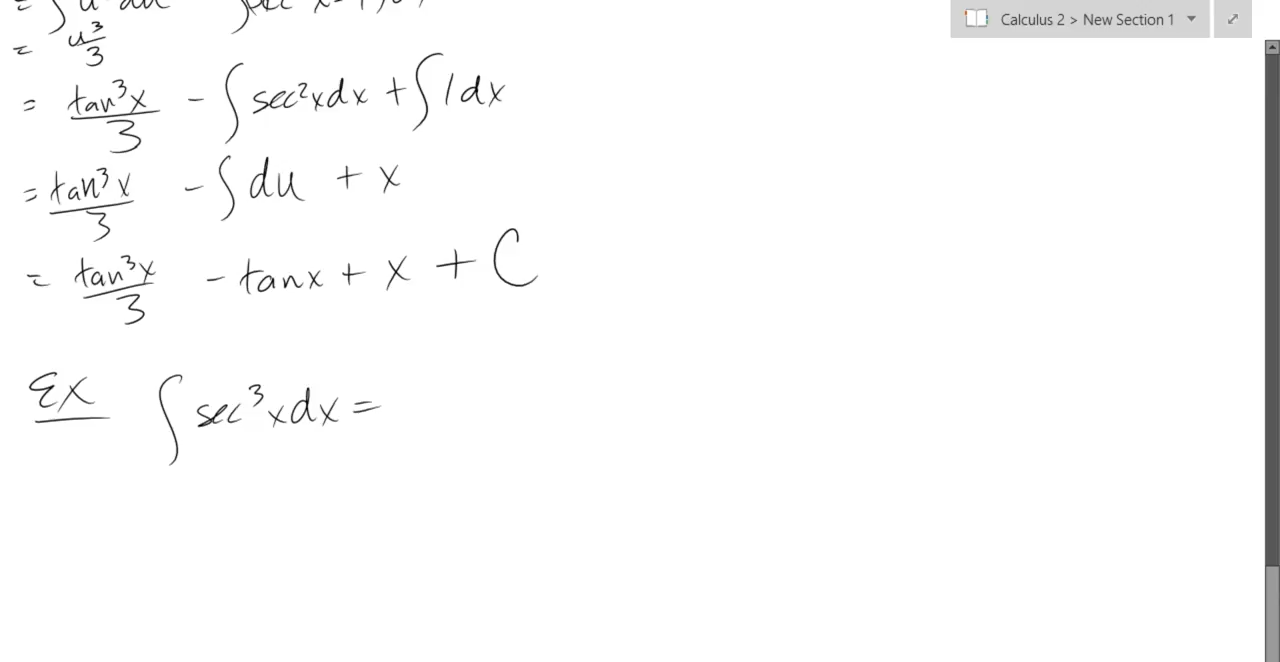 Calculus 2 > New Section 1
= u³/3
= tan³x/3 - ∫ sec²x dx + ∫ 1 dx
= tan³x/3 - ∫ du + x
= tan³x/3 - tan x + x + C
Ex ∫ sec³x dx =